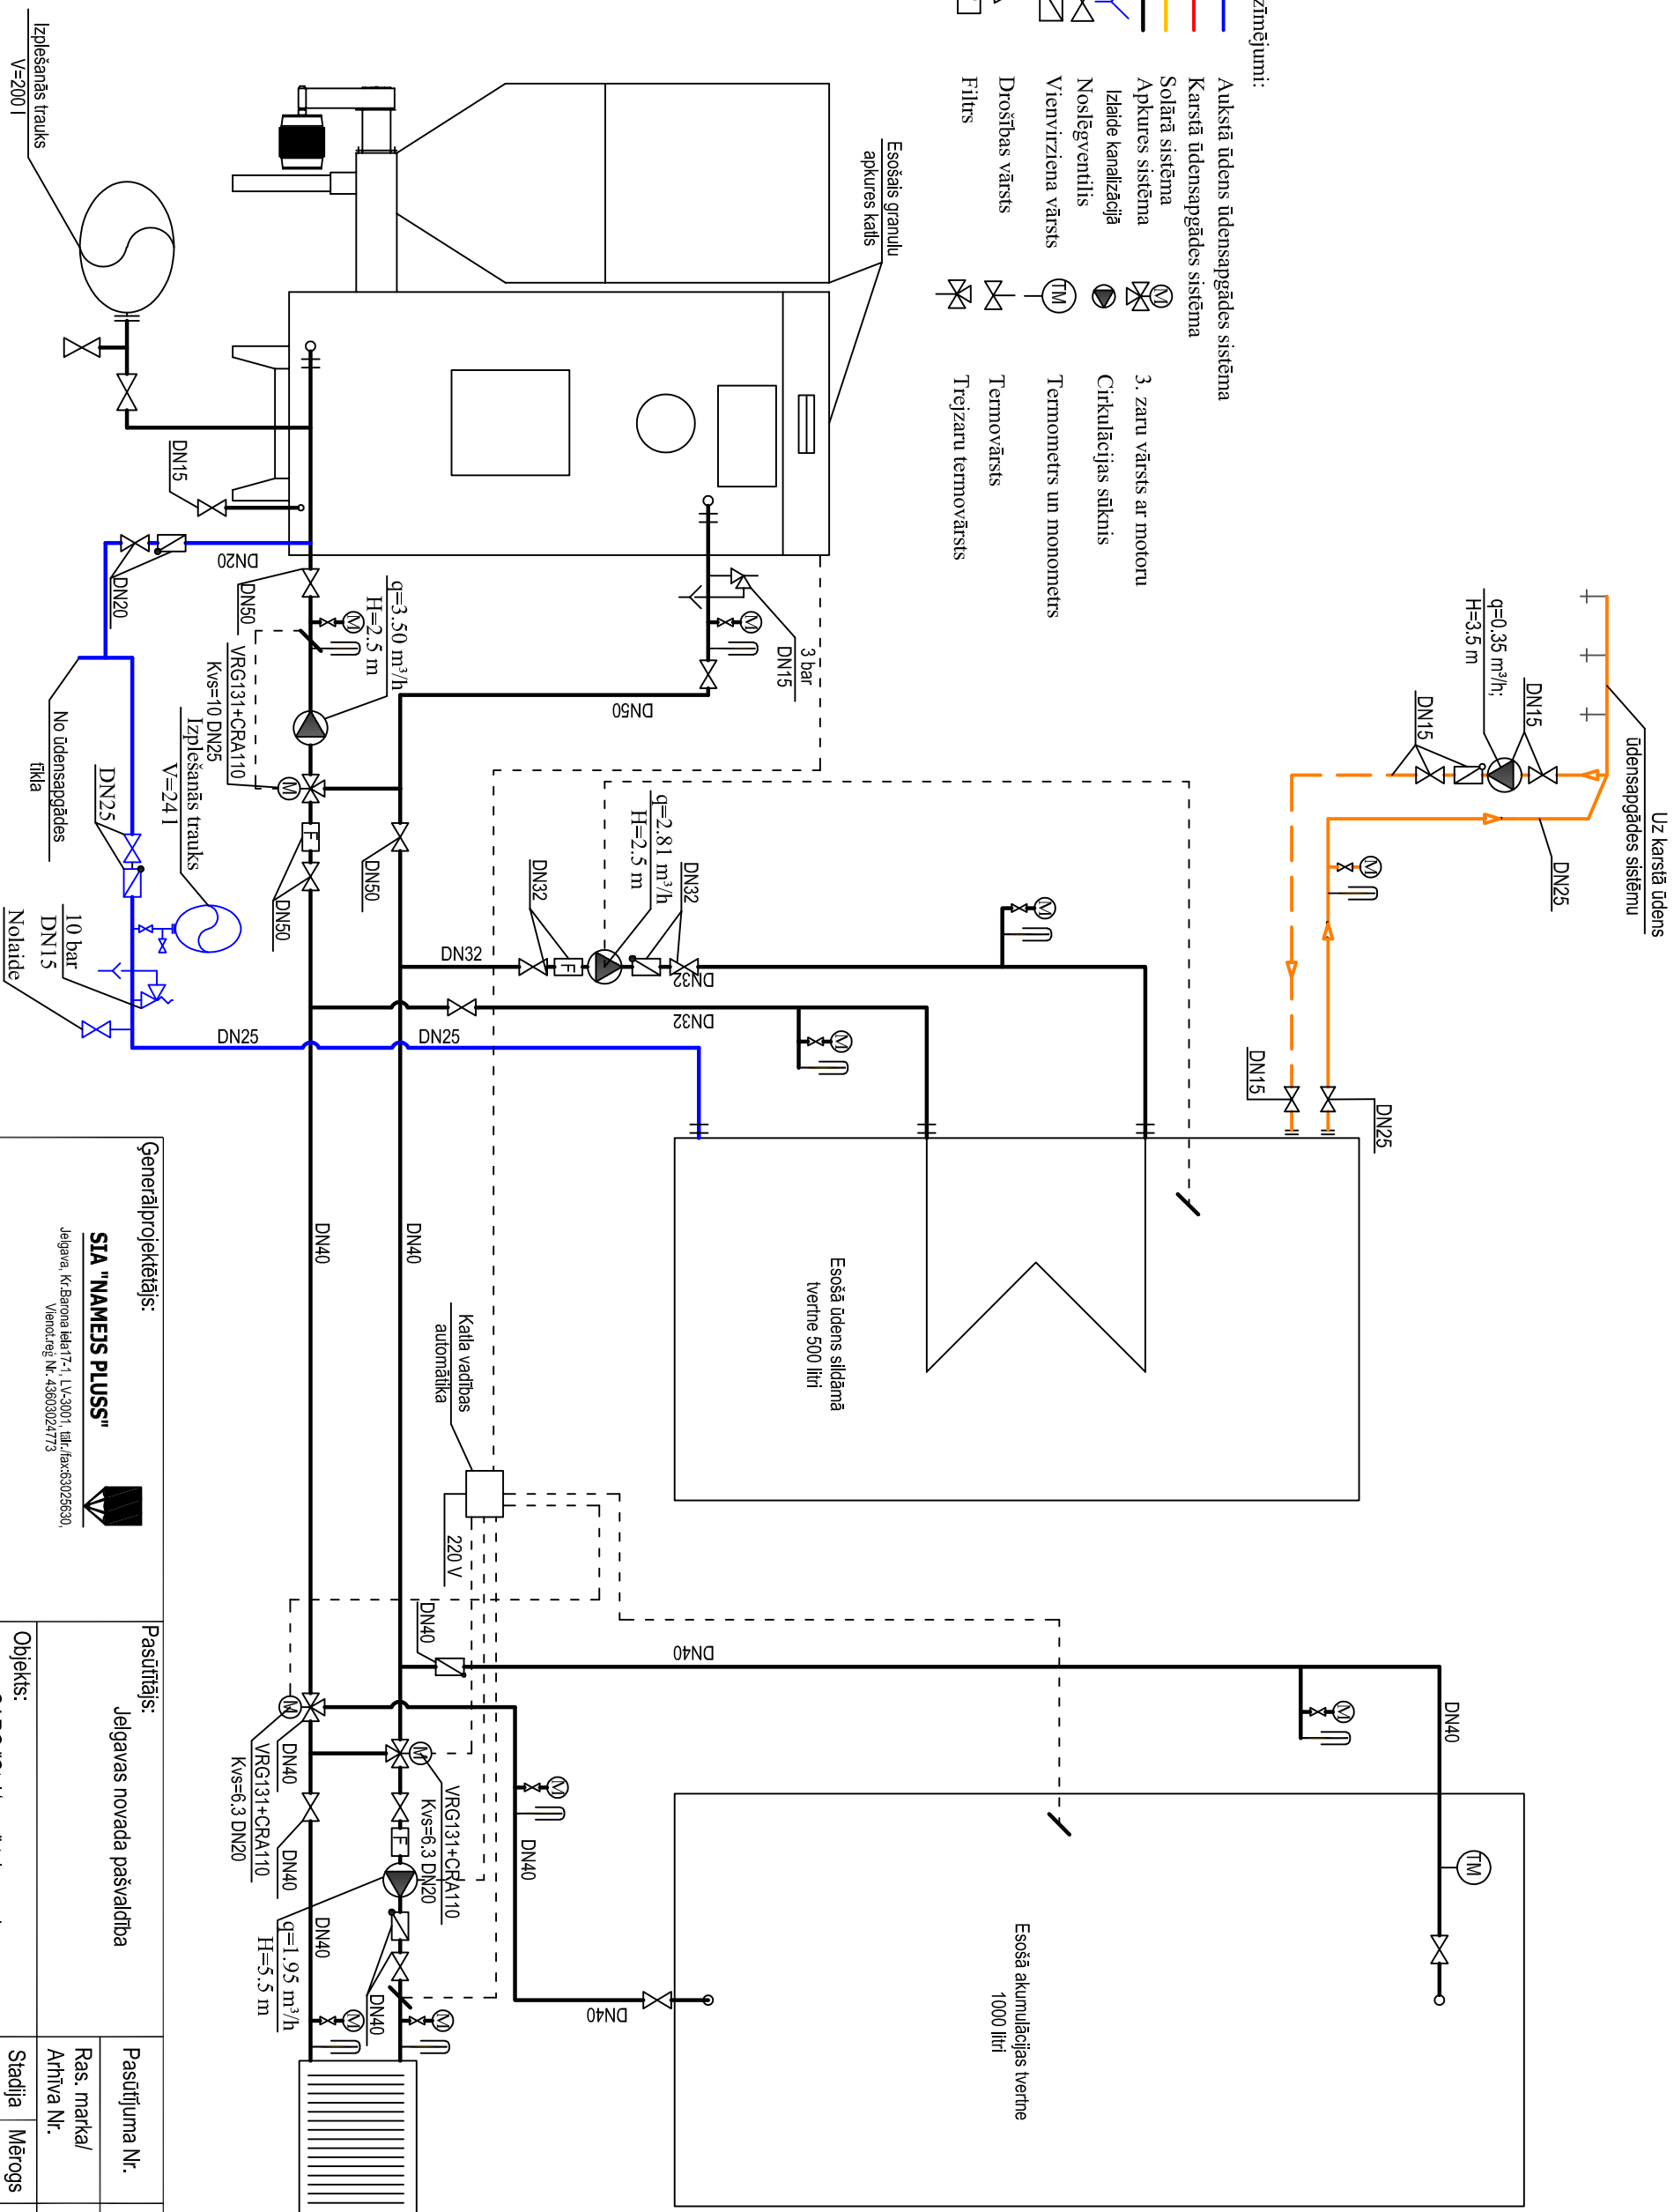 zīmējumi:
Aukstā ūdens ūdensapgādes sistēma
Karstā ūdensapgādes sistēma
Solārā sistēma
Apkures sistēma
Izlaide kanalizācijā
Noslēgventilis
Vienvirziena vārsts
Drošības vārsts
Filtrs
M
3. zaru vārsts ar motoru
Cirkulācijas sūknis
TM
Termometrs un monometrs
Termovārsts
Trejzaru termovārsts
Uz karstā ūdens
ūdensapgādes sistēmu
q=0.35 m³/h;
H=3.5 m
DN15
DN15
DN25
M
DN15
DN25
Esošais granulu
apkures katls
Izplešanās trauks
V=200 l
DN15
DN20
DN20
DN50
M
q=3.50 m³/h
H=2.5 m
VRG131+CRA110
Kvs=10 DN25
M
3 bar
DN15
M
DN50
F
DN50
DN50
No ūdensapgādes
tīkla
Izplešanās trauks
V=24 l
DN25
10 bar
DN15
Nolaide
q=2.81 m³/h
H=2.5 m
DN32
DN32
F
DN32
DN32
DN32
DN25
DN25
M
M
Esošā ūdens sildāmā
tvertne 500 litri
DN40
DN40
Katla vadības
automātika
220 V
DN40
DN40
DN40
M
TM
M
DN40
VRG131+CRA110
Kvs=6.3 DN20
DN40
M
VRG131+CRA110
Kvs=6.3 DN20
F
M
DN40
DN40
q=1.95 m³/h
H=5.5 m
DN40
DN40
M
M
Esošā akumulācijas tvertne
1000 litri
Ģenerālprojektētājs:
SIA "NAMEJS PLUSS"
Jelgava, Kr.Barona iela17-1, LV-3001, tālr./fax:63025630,
Vienot.reģ Nr. 43603024773
Pasūtītājs:
Jelgavas novada pašvaldība
Objekts:
Pasūtījuma Nr.
Ras. marka/
Arhīva Nr.
Stadija
Mērogs